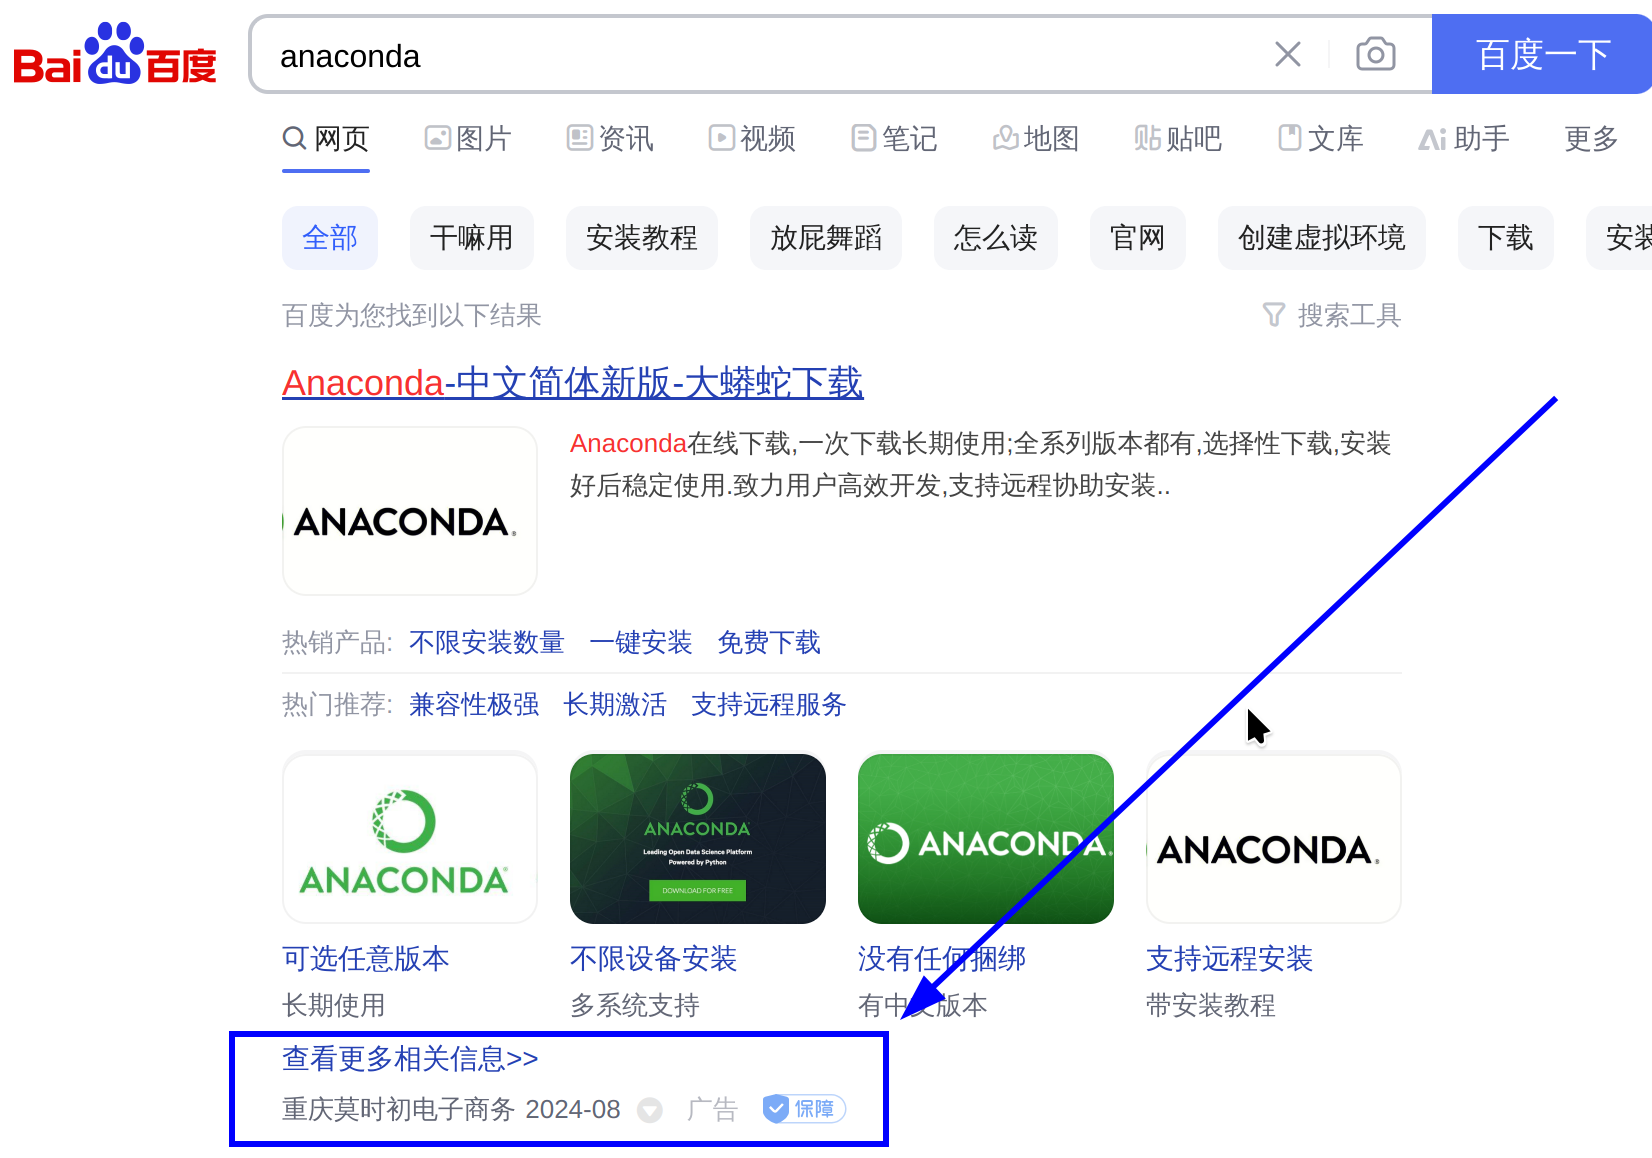 Bai du 百度
anaconda
百度一下
网页 图片 资讯 视频 笔记 地图 贴吧 文库 Ai 助手 更多
全部 干嘛用 安装教程 放屁舞蹈 怎么读 官网 创建虚拟环境 下载 安装
百度为您找到以下结果 搜索工具
Anaconda-中文简体新版-大蟒蛇下载
ANACONDA®
Anaconda在线下载,一次下载长期使用;全系列版本都有,选择性下载,安装
好后稳定使用.致力用户高效开发,支持远程协助安装..
热销产品: 不限安装数量 一键安装 免费下载
热门推荐: 兼容性极强 长期激活 支持远程服务
ANACONDA®
ANACONDA
Leading Open Data Science Platform
Powered by Python
DOWNLOAD FOR FREE
ANACONDA®
ANACONDA®
可选任意版本 不限设备安装 没有任何捆绑 支持远程安装
长期使用 多系统支持 有中文版本 带安装教程
查看更多相关信息>>
重庆莫时初电子商务 2024-08 广告 保障